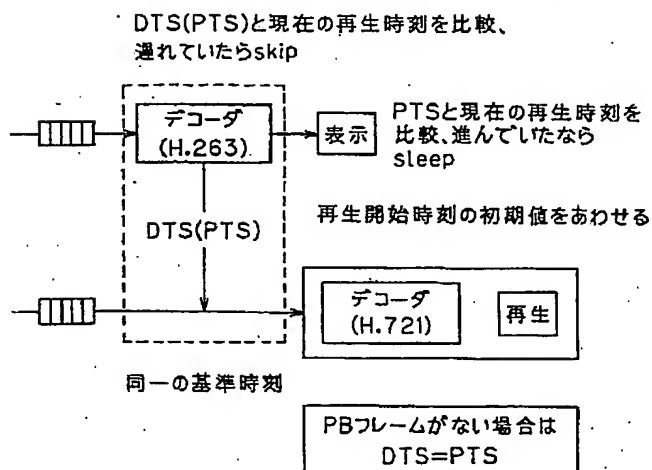 DTS(PTS)と現在の再生時刻を比較、
遅れていたらskip
デコーダ
(H.263)
表示
PTSと現在の再生時刻を
比較、進んでいたなら
sleep
再生開始時刻の初期値をあわせる
DTS(PTS)
デコーダ
(H.721)
再生
同一の基準時刻
PBフレームがない場合は
DTS=PTS